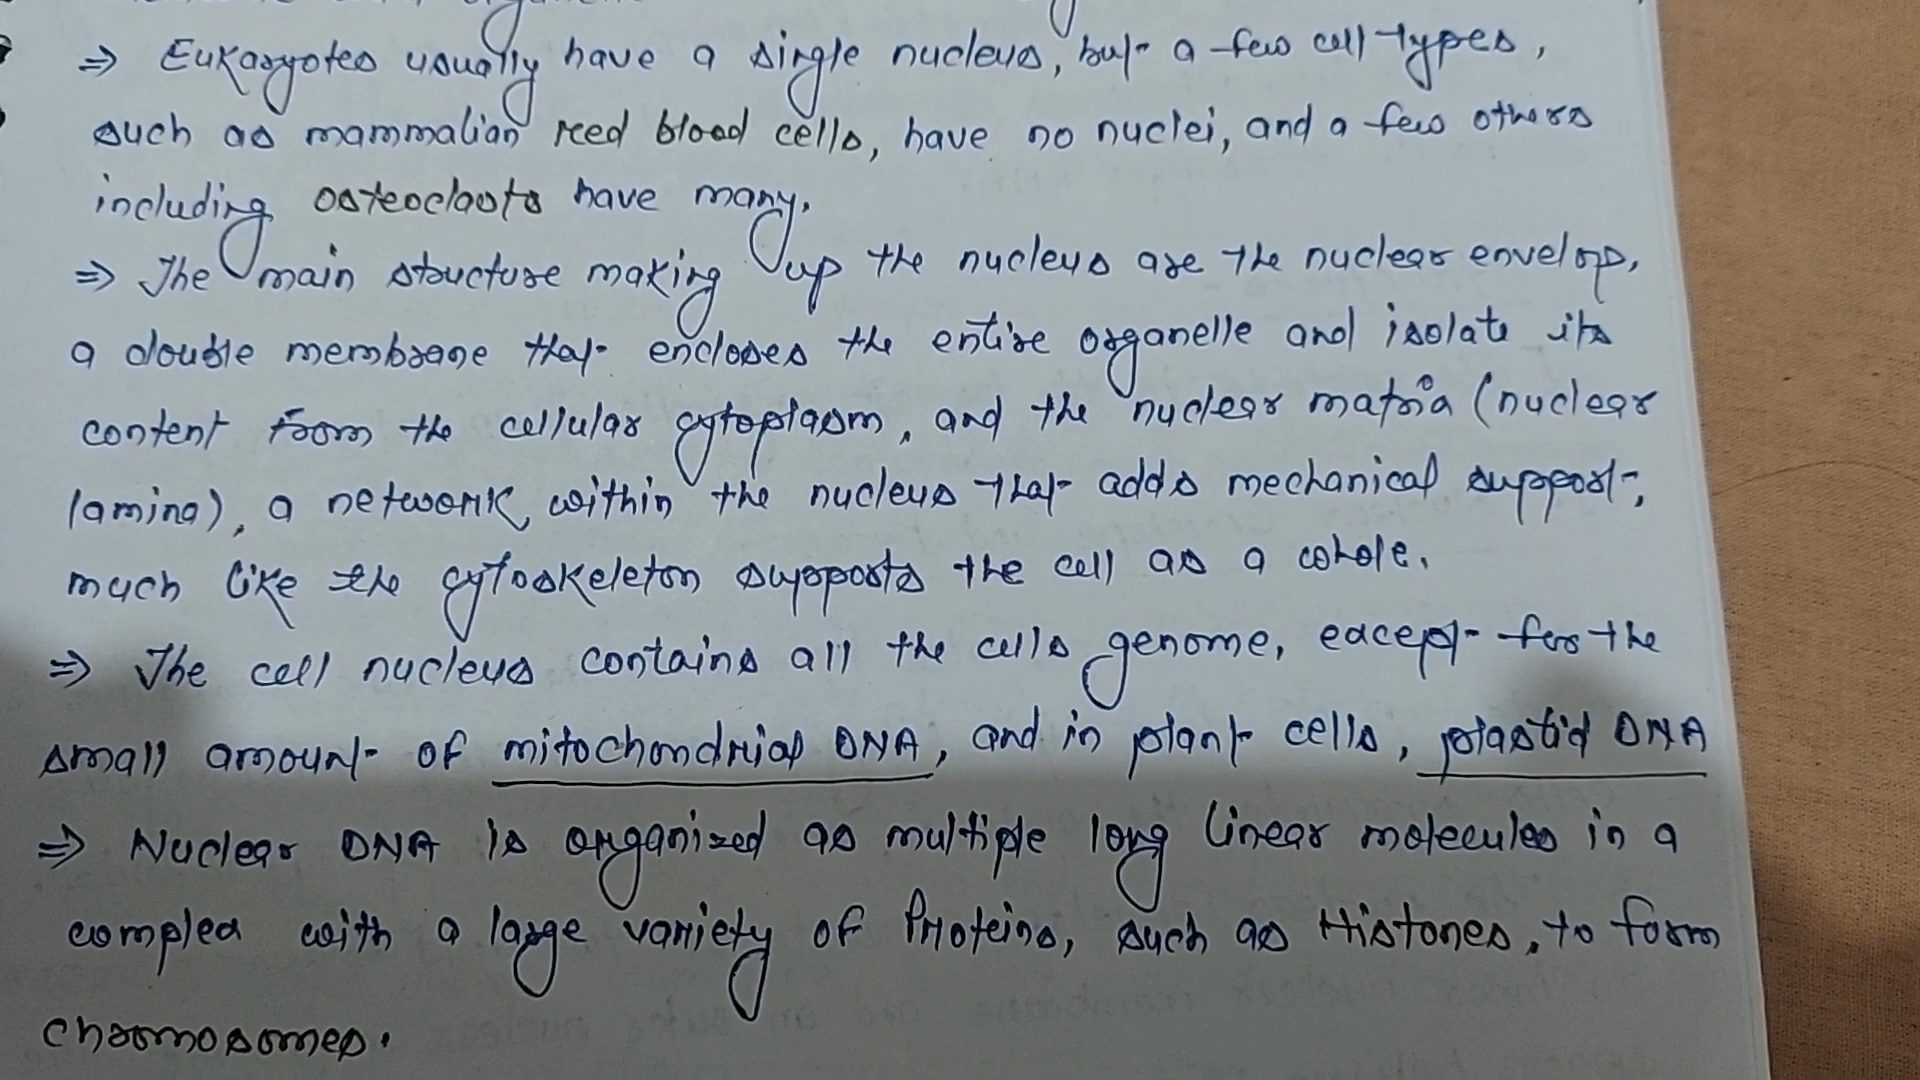 ⇒ Eukaryotes usually have a single nucleus, but a few cell types,
such as mammalian reed blood cells, have no nuclei, and a few others
including osteoclasts have many.
⇒ The main structure making up the nucleus are the nuclear envelop,
a double membrane that encloses the entire organelle and isolate its
content from the cellular cytoplasm, and the nuclear matrix (nuclear
lamina), a network within the nucleus that adds mechanical support,
much like the cytoskeleton supports the cell as a whole.
⇒ The cell nucleus contains all the cells genome, except for the
small amount of mitochondrial DNA, and in plant cells, plastid DNA
⇒ Nuclear DNA is organized as multiple long linear molecules in a
complex with a large variety of Proteins, such as Histones, to form
chromosomes.